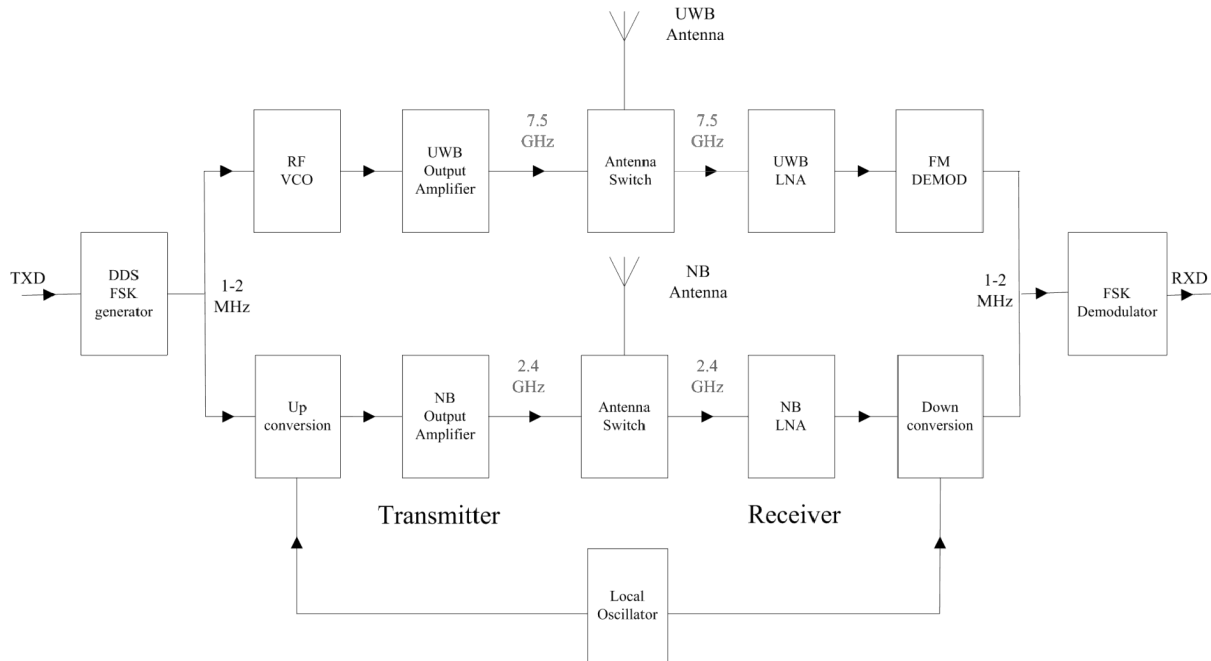 UWB
Antenna
7.5
GHz
7.5
GHz
RF
VCO
UWB
Output
Amplifier
Antenna
Switch
UWB
LNA
FM
DEMOD
TXD
DDS
FSK
generator
1-2
MHz
NB
Antenna
1-2
MHz
FSK
Demodulator
RXD
2.4
GHz
2.4
GHz
Up
conversion
NB
Output
Amplifier
Antenna
Switch
NB
LNA
Down
conversion
Transmitter
Receiver
Local
Oscillator